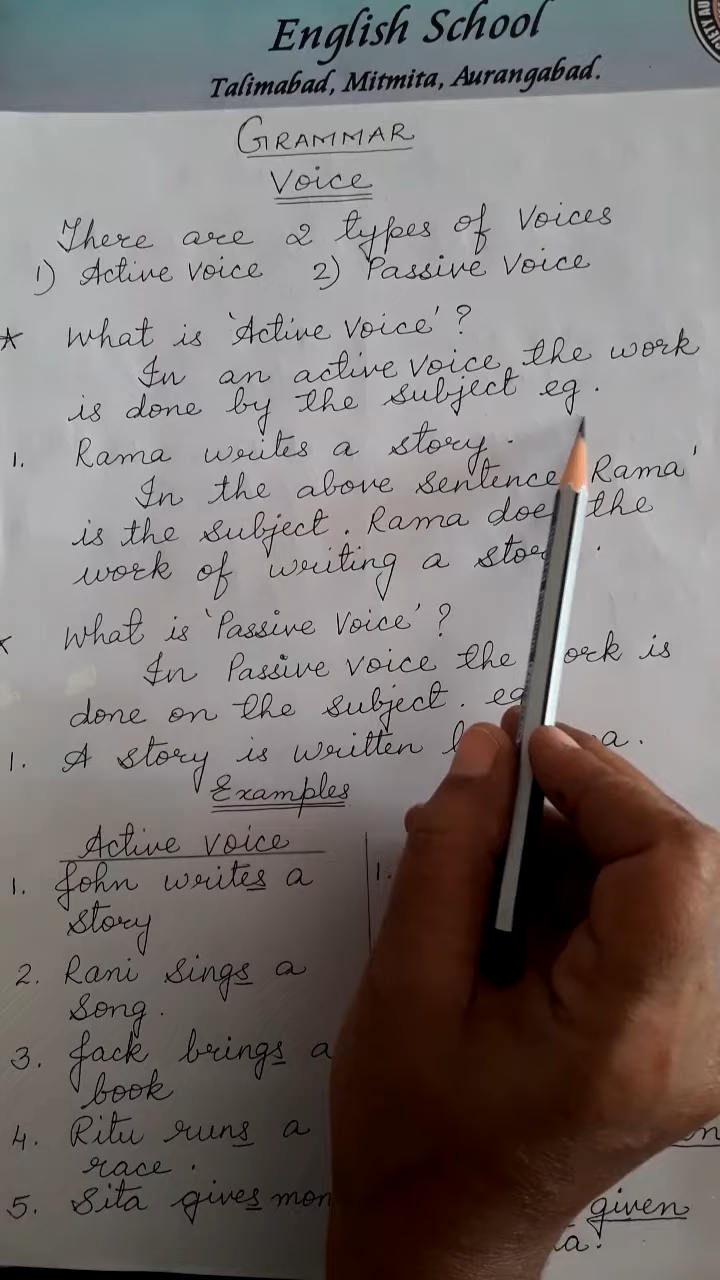 English School
Talimabad, Mitmita, Aurangabad.
GRAMMAR
Voice
There are 2 types of Voices
1) Active Voice 2) Passive Voice
* What is 'Active Voice'?
In an active voice, the work
is done by the subject eg.
1. Rama writes a story.
In the above sentence 'Rama'
is the subject. Rama does the
work of writing a story.
* What is 'Passive Voice'?
In Passive voice the work is
done on the subject. eg
1. A story is written
Examples
Active Voice
1. John writes a 1.
story
2. Rani sings a
song.
3. Jack brings a
book
4. Ritu runs a
race.
5. Sita gives given